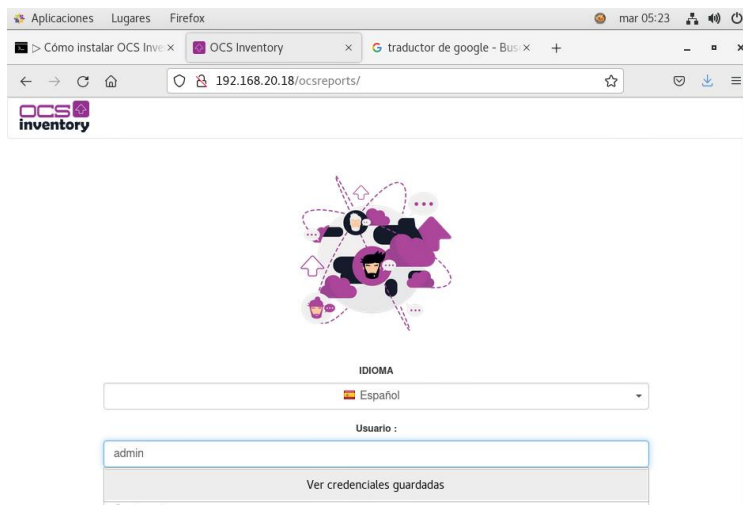 Aplicaciones Lugares Firefox mar 05:23
▷ Cómo instalar OCS Inve OCS Inventory traductor de google - Bus
192.168.20.18/ocsreports/
OCS
inventory
IDIOMA
Español
Usuario :
admin
Ver credenciales guardadas